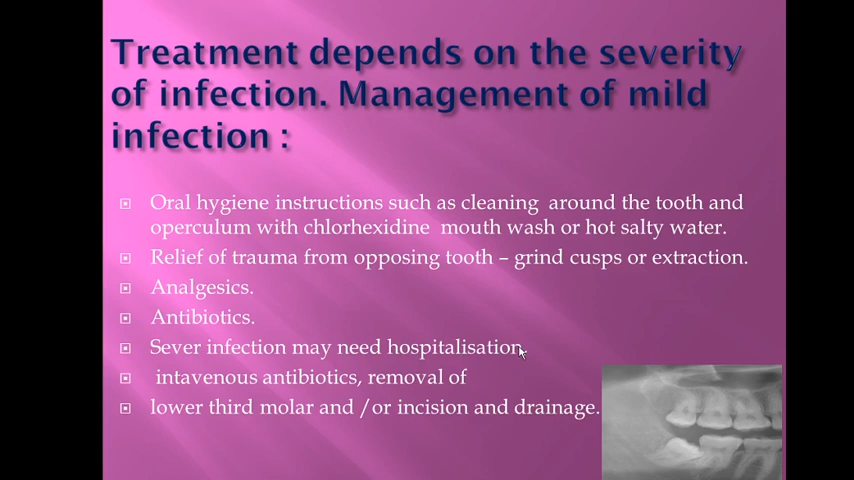 Treatment depends on the severity
of infection. Management of mild
infection :
Oral hygiene instructions such as cleaning around the tooth and
operculum with chlorhexidine mouth wash or hot salty water.
Relief of trauma from opposing tooth – grind cusps or extraction.
Analgesics.
Antibiotics.
Sever infection may need hospitalisation,
intavenous antibiotics, removal of
lower third molar and /or incision and drainage.